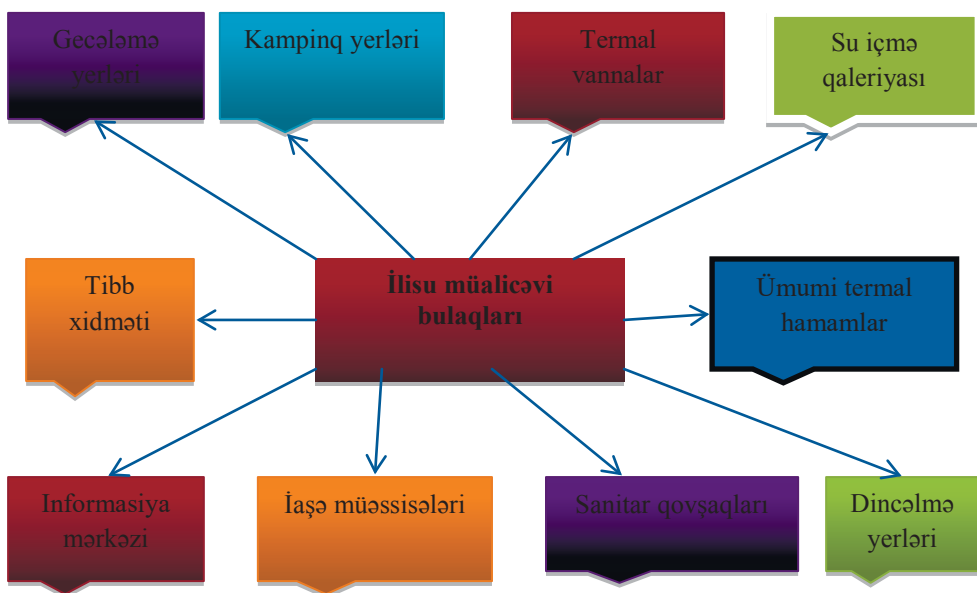 Gecələmə
yerləri
Kampinq yerləri
Termal
vannalar
Su içmə
qaleriyası
Tibb
xidməti
İlisu müalicəvi
bulaqları
Ümumi termal
hamamlar
Informasiya
mərkəzi
İaşə müəssisələri
Sanitar qovşaqları
Dincəlmə
yerləri